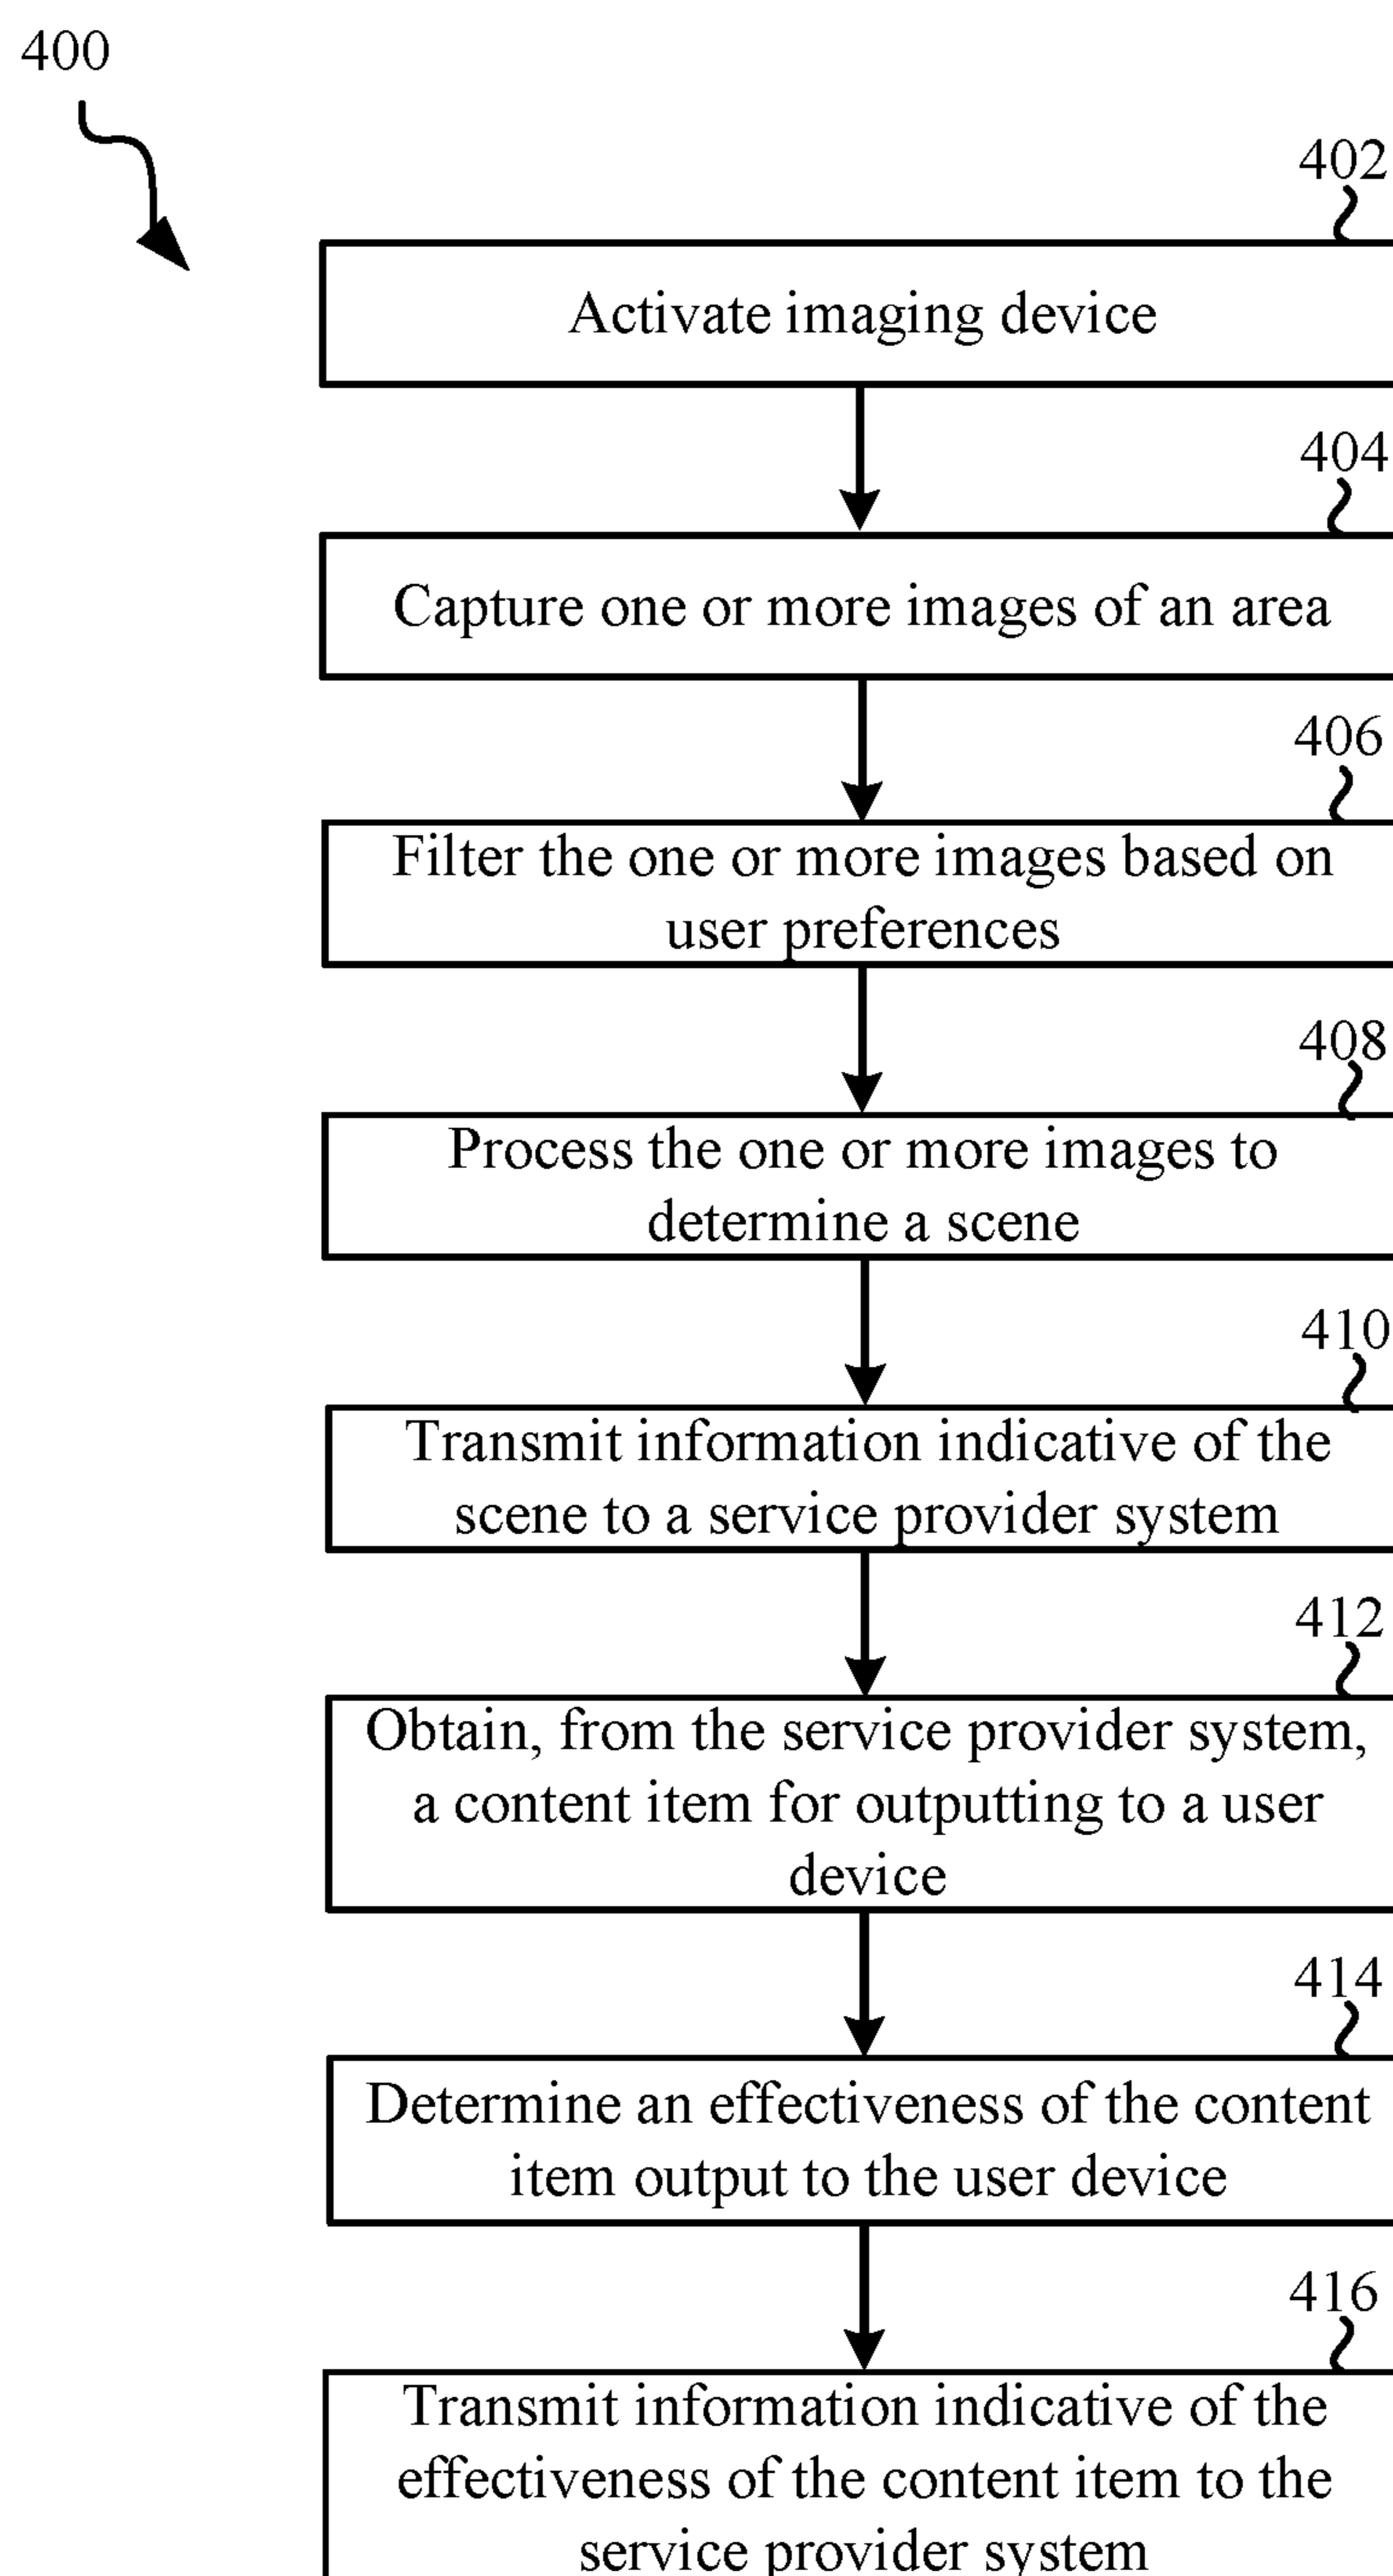 400
402
Activate imaging device
404
Capture one or more images of an area
406
Filter the one or more images based on
user preferences
408
Process the one or more images to
determine a scene
410
Transmit information indicative of the
scene to a service provider system
412
Obtain, from the service provider system,
a content item for outputting to a user
device
414
Determine an effectiveness of the content
item output to the user device
416
Transmit information indicative of the
effectiveness of the content item to the
service provider system